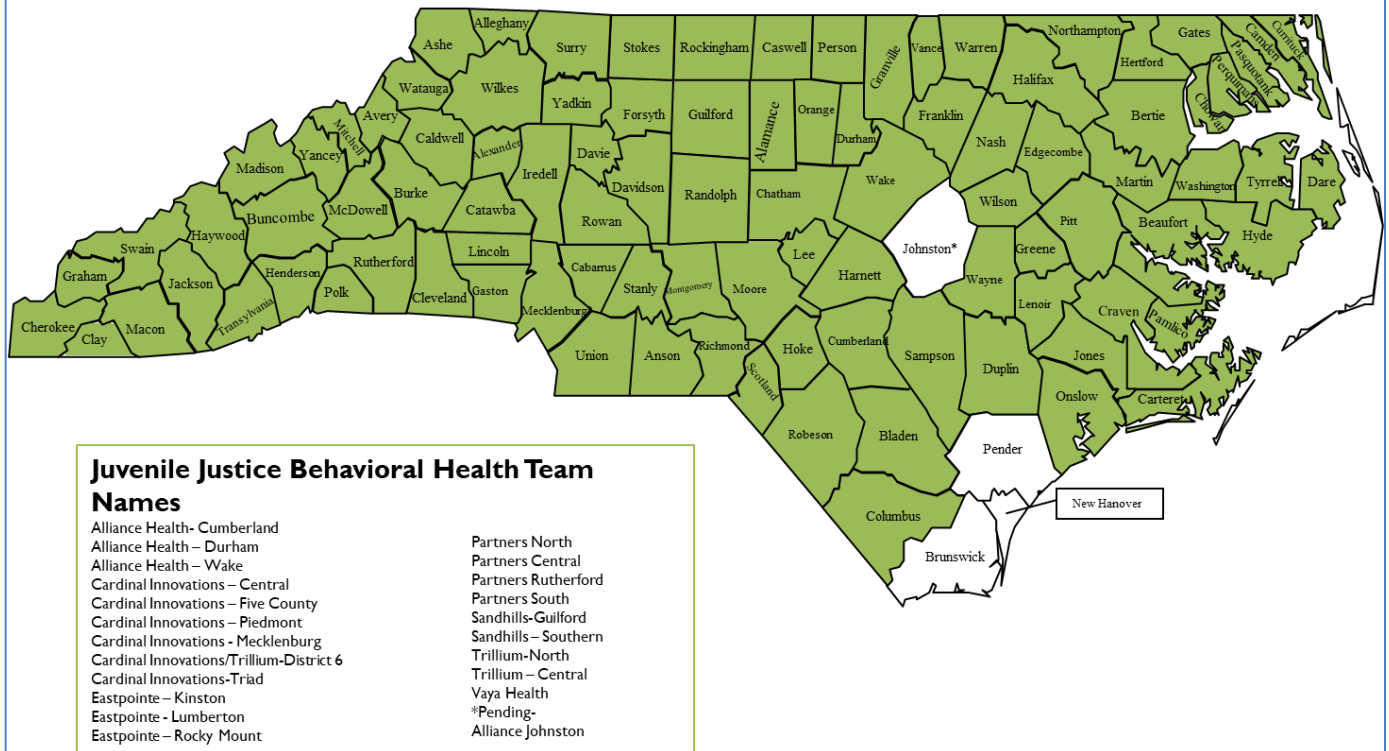 Alleghany
Ashe
Surry
Stokes
Rockingham
Caswell
Person
Granville
Vance
Warren
Northampton
Gates
Camden
Currituck
Pasquotank
Perquimans
Chowan
Hertford
Halifax
Watauga
Wilkes
Yadkin
Forsyth
Guilford
Alamance
Orange
Durham
Franklin
Nash
Edgecombe
Bertie
Avery
Mitchell
Yancey
Madison
Caldwell
Alexander
Iredell
Davie
Davidson
Randolph
Chatham
Wake
Wilson
Martin
Washington
Tyrrell
Dare
Buncombe
McDowell
Burke
Catawba
Rowan
Haywood
Swain
Graham
Jackson
Henderson
Transylvania
Polk
Rutherford
Cleveland
Lincoln
Gaston
Mecklenburg
Cabarrus
Stanly
Montgomery
Moore
Lee
Harnett
Johnston*
Wayne
Greene
Pitt
Beaufort
Hyde
Lenoir
Craven
Pamlico
Cherokee
Clay
Macon
Union
Anson
Richmond
Scotland
Hoke
Cumberland
Sampson
Duplin
Jones
Onslow
Carteret
Robeson
Bladen
Pender
New Hanover
Columbus
Brunswick
Juvenile Justice Behavioral Health Team
Names
Alliance Health- Cumberland
Alliance Health – Durham
Alliance Health – Wake
Cardinal Innovations – Central
Cardinal Innovations – Five County
Cardinal Innovations – Piedmont
Cardinal Innovations - Mecklenburg
Cardinal Innovations/Trillium-District 6
Cardinal Innovations-Triad
Eastpointe – Kinston
Eastpointe - Lumberton
Eastpointe – Rocky Mount
Partners North
Partners Central
Partners Rutherford
Partners South
Sandhills-Guilford
Sandhills – Southern
Trillium-North
Trillium – Central
Vaya Health
*Pending-
Alliance Johnston